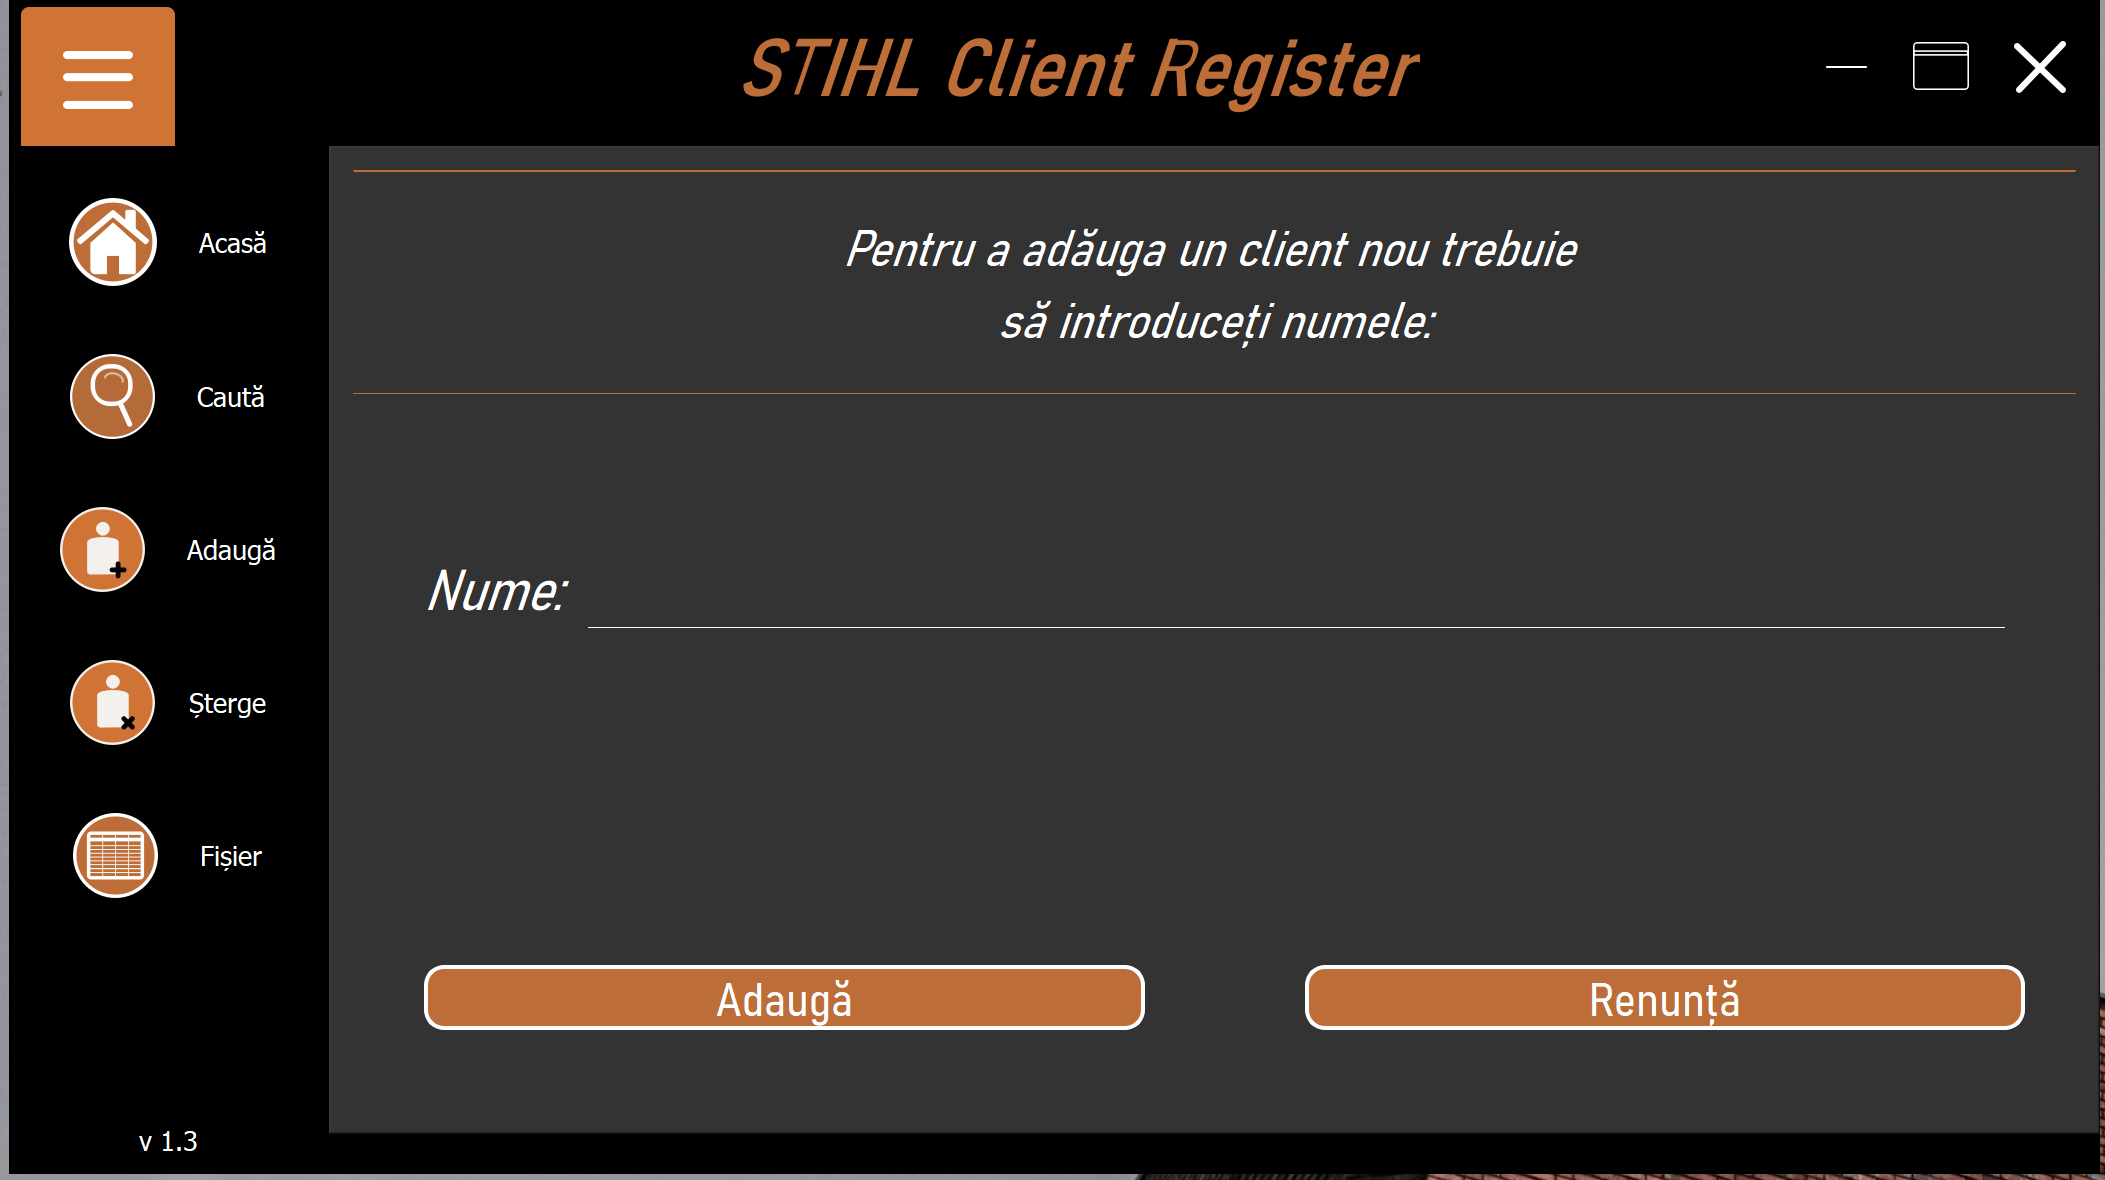 STIHL Client Register
Acasă
Caută
Adaugă
Șterge
Fișier
v 1.3
Pentru a adăuga un client nou trebuie
să introduceți numele:
Nume:
Adaugă
Renunță